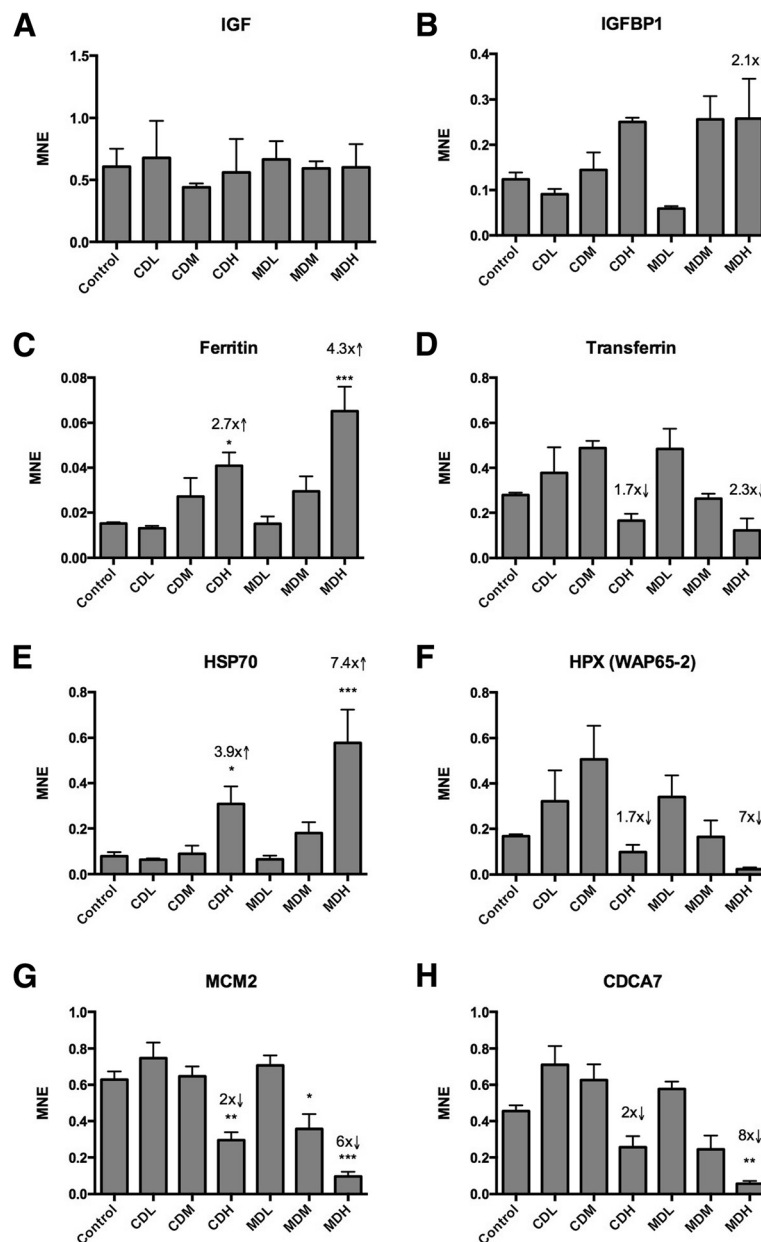 A
IGF
MNE
1.5
1.0
0.5
0.0
Control
CDL
CDM
CDH
MDL
MDM
MDH
B
IGFBP1
2.1x
MNE
0.4
0.3
0.2
0.1
0.0
Control
CDL
CDM
CDH
MDL
MDM
MDH
C
Ferritin
4.3x↑
***
2.7x↑
*
MNE
0.08
0.06
0.04
0.02
0.00
Control
CDL
CDM
CDH
MDL
MDM
MDH
D
Transferrin
MNE
0.8
0.6
0.4
0.2
0.0
1.7x↓
2.3x↓
Control
CDL
CDM
CDH
MDL
MDM
MDH
E
HSP70
7.4x↑
***
3.9x↑
*
MNE
0.8
0.6
0.4
0.2
0.0
Control
CDL
CDM
CDH
MDL
MDM
MDH
F
HPX (WAP65-2)
MNE
0.8
0.6
0.4
0.2
0.0
1.7x↓
7x↓
Control
CDL
CDM
CDH
MDL
MDM
MDH
G
MCM2
MNE
1.0
0.8
0.6
0.4
0.2
0.0
2x↓
**
*
6x↓
***
Control
CDL
CDM
CDH
MDL
MDM
MDH
H
CDCA7
MNE
1.0
0.8
0.6
0.4
0.2
0.0
2x↓
8x↓
**
Control
CDL
CDM
CDH
MDL
MDM
MDH